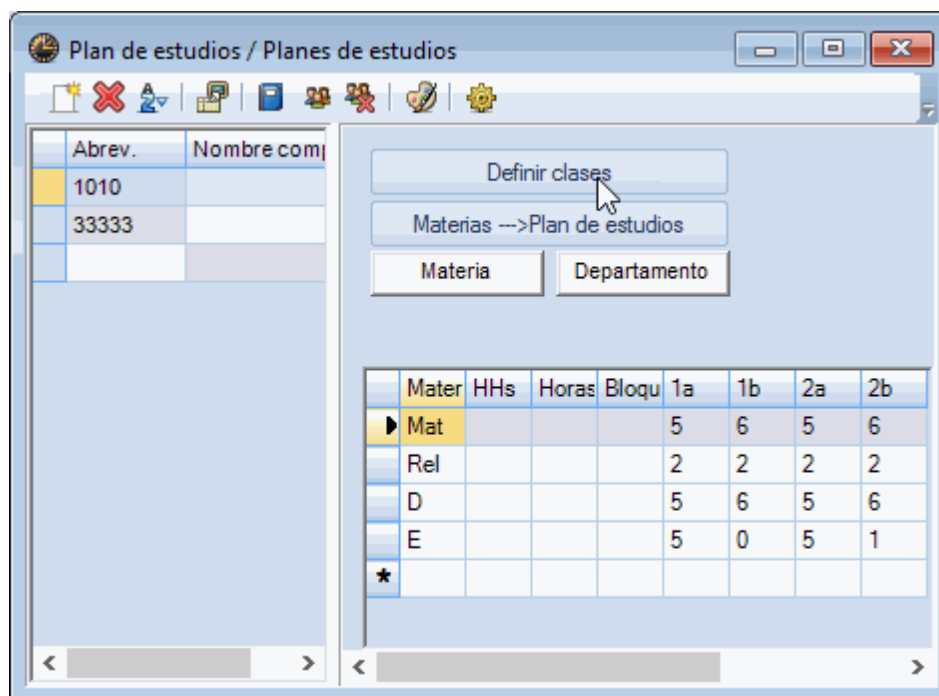 Plan de estudios / Planes de estudios
Abrev. Nombre comp
1010
33333
Definir clases
Materias --->Plan de estudios
Materia Departamento
Mater HHs Horas Bloqu 1a 1b 2a 2b
Mat 5 6 5 6
Rel 2 2 2 2
D 5 6 5 6
E 5 0 5 1
*